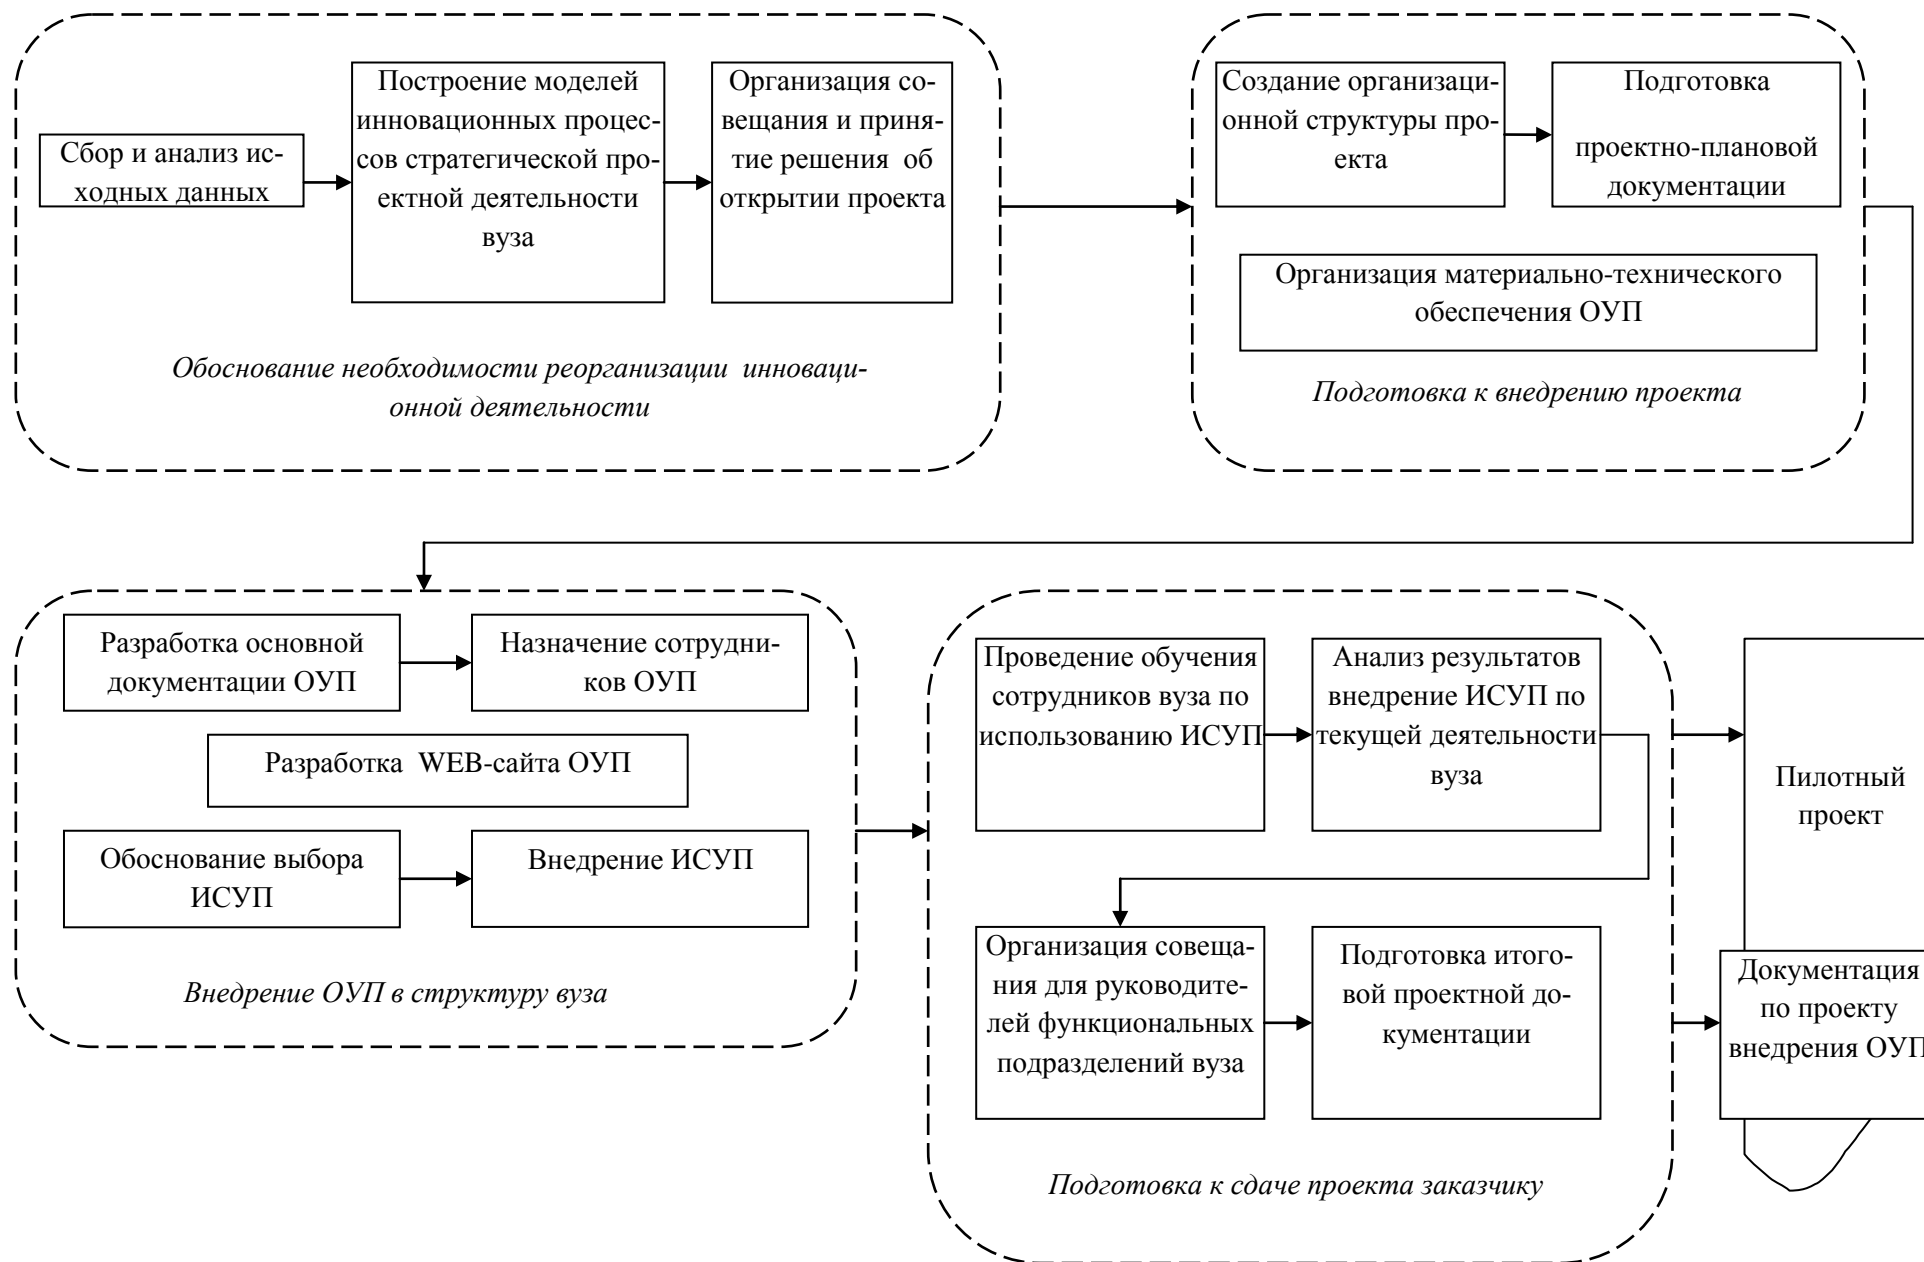 Сбор и анализ ис-
ходных данных
Построение моделей
инновационных процес-
сов стратегической про-
ектной деятельности
вуза
Организация со-
вещания и приня-
тие решения об
открытии проекта
Обоснование необходимости реорганизации инноваци-
онной деятельности
Создание организаци-
онной структуры про-
екта
Подготовка
проектно-плановой
документации
Организация материально-технического
обеспечения ОУП
Подготовка к внедрению проекта
Разработка основной
документации ОУП
Назначение сотрудни-
ков ОУП
Разработка WEB-сайта ОУП
Обоснование выбора
ИСУП
Внедрение ИСУП
Внедрение ОУП в структуру вуза
Проведение обучения
сотрудников вуза по
использованию ИСУП
Анализ результатов
внедрение ИСУП по
текущей деятельности
вуза
Организация совеща-
ния для руководите-
лей функциональных
подразделений вуза
Подготовка итого-
вой проектной до-
кументации
Подготовка к сдаче проекта заказчику
Пилотный
проект
Документация
по проекту
внедрения ОУП